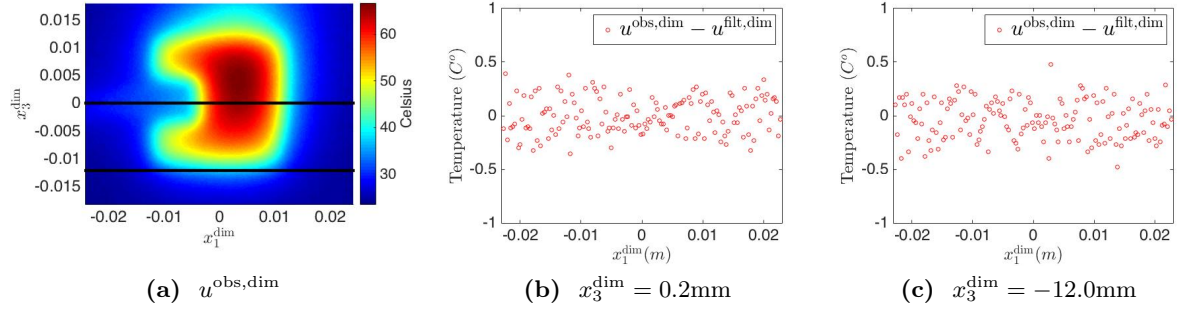 0.015
0.01
0.005
0
-0.005
-0.01
-0.015
x_3^dim
-0.02 -0.01 0 0.01 0.02
x_1^dim
60
50
40
30
Celsius
(a) u^obs,dim
1
0.5
0
-0.5
-1
Temperature (C^o)
u^obs,dim − u^filt,dim
-0.02 -0.01 0 0.01 0.02
x_1^dim(m)
(b) x_3^dim = 0.2mm
1
0.5
0
-0.5
-1
Temperature (C^o)
u^obs,dim − u^filt,dim
-0.02 -0.01 0 0.01 0.02
x_1^dim(m)
(c) x_3^dim = −12.0mm